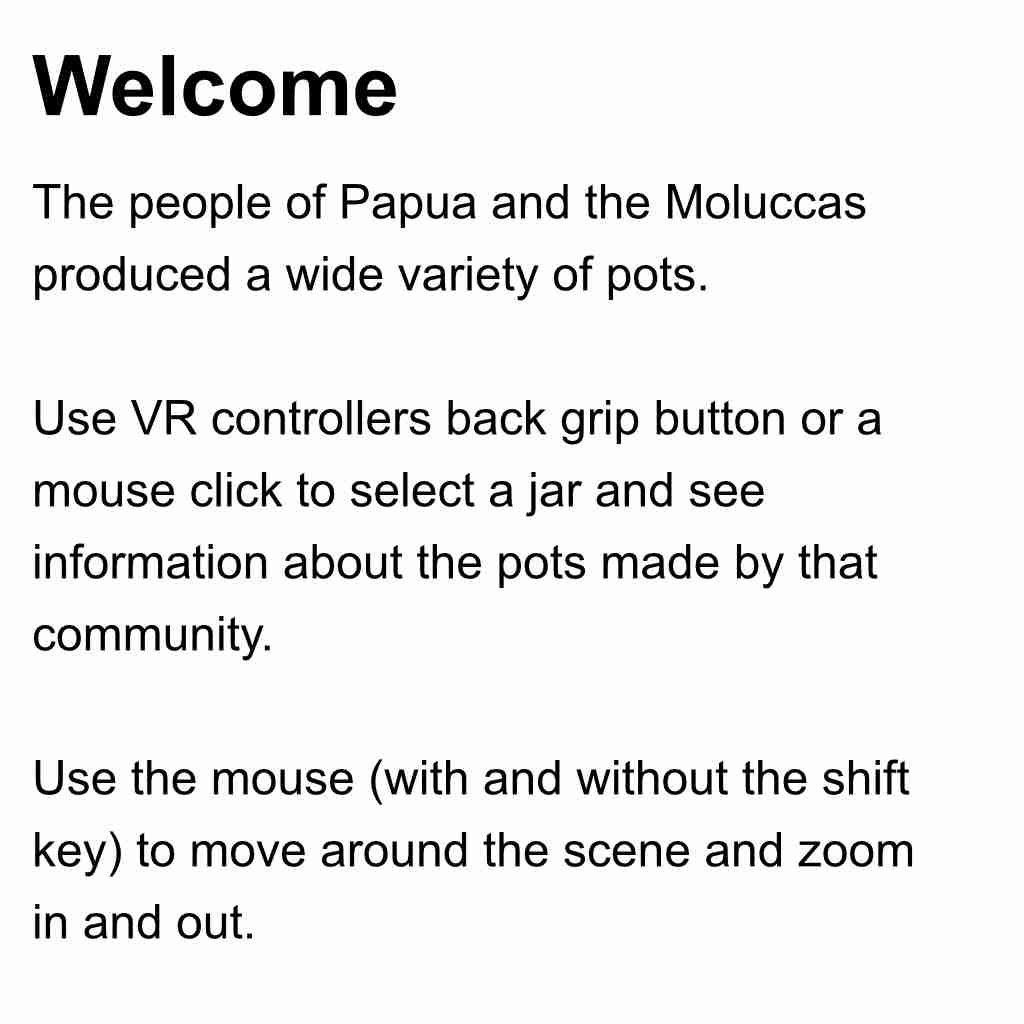 Welcome
The people of Papua and the Moluccas
produced a wide variety of pots.
Use VR controllers back grip button or a
mouse click to select a jar and see
information about the pots made by that
community.
Use the mouse (with and without the shift
key) to move around the scene and zoom
in and out.